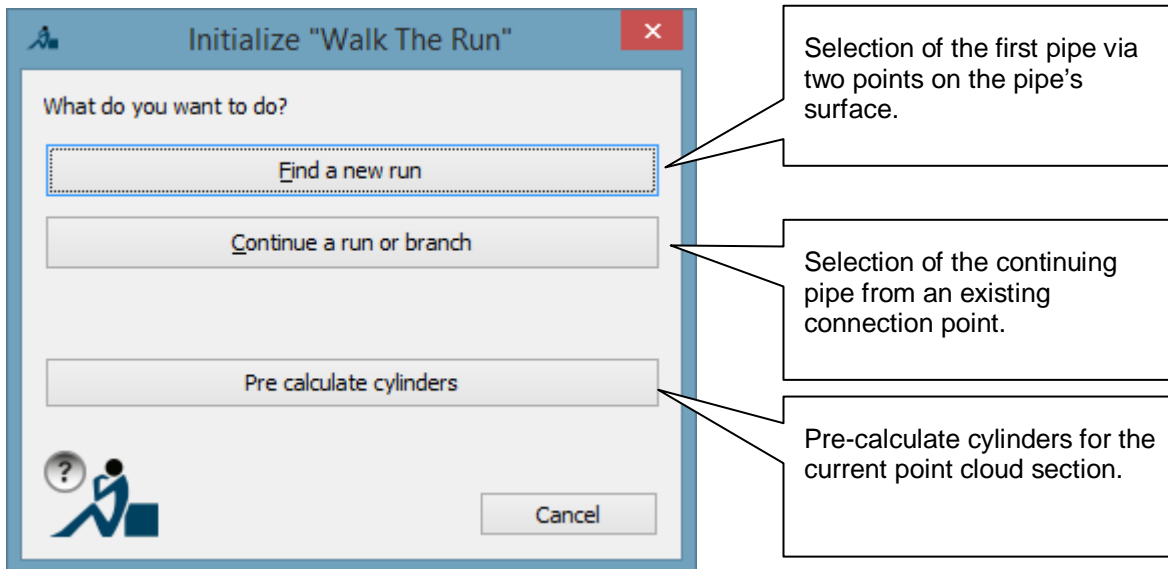 Initialize "Walk The Run"
What do you want to do?
Find a new run
Continue a run or branch
Pre calculate cylinders
?
Cancel
Selection of the first pipe via
two points on the pipe's
surface.
Selection of the continuing
pipe from an existing
connection point.
Pre-calculate cylinders for the
current point cloud section.